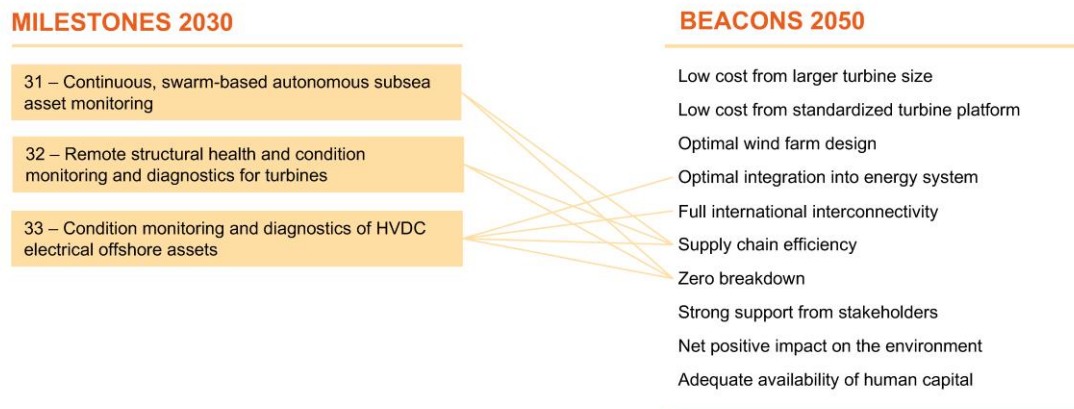 MILESTONES 2030
31 – Continuous, swarm-based autonomous subsea
asset monitoring
32 – Remote structural health and condition
monitoring and diagnostics for turbines
33 – Condition monitoring and diagnostics of HVDC
electrical offshore assets
BEACONS 2050
Low cost from larger turbine size
Low cost from standardized turbine platform
Optimal wind farm design
Optimal integration into energy system
Full international interconnectivity
Supply chain efficiency
Zero breakdown
Strong support from stakeholders
Net positive impact on the environment
Adequate availability of human capital